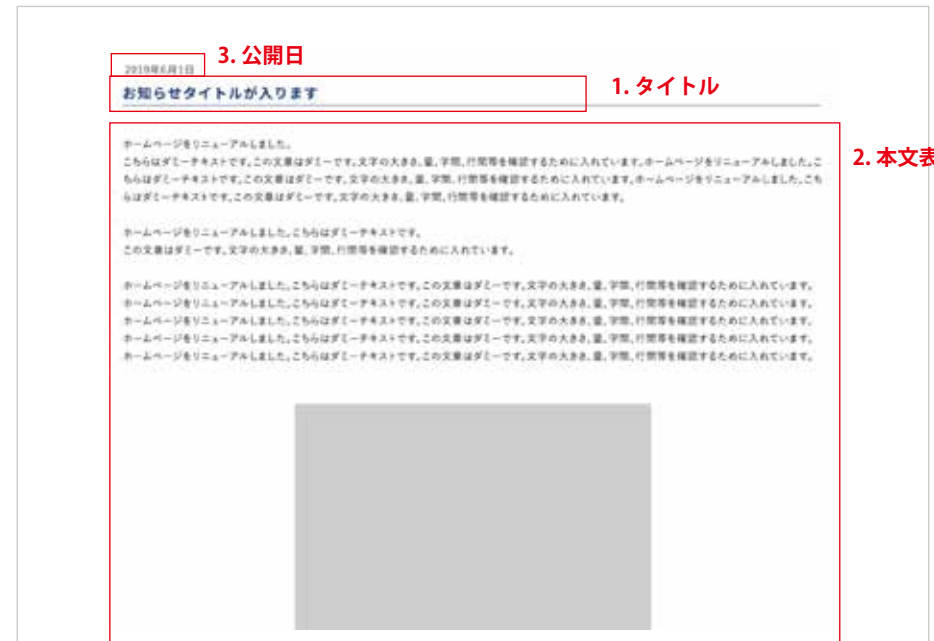 3. 公開日
2019年6月1日
お知らせタイトルが入ります
1. タイトル
2. 本文表
ホームページをリニューアルしました。
こちらはダミーテキストです。この文章はダミーです。文字の大きさ、量、字間、行間等を確認するために入れています。ホームページをリニューアルしました。こ
ちらはダミーテキストです。この文章はダミーです。文字の大きさ、量、字間、行間等を確認するために入れています。ホームページをリニューアルしました。こち
らはダミーテキストです。この文章はダミーです。文字の大きさ、量、字間、行間等を確認するために入れています。
ホームページをリニューアルしました。こちらはダミーテキストです。
この文章はダミーです。文字の大きさ、量、字間、行間等を確認するために入れています。
ホームページをリニューアルしました。こちらはダミーテキストです。この文章はダミーです。文字の大きさ、量、字間、行間等を確認するために入れています。
ホームページをリニューアルしました。こちらはダミーテキストです。この文章はダミーです。文字の大きさ、量、字間、行間等を確認するために入れています。
ホームページをリニューアルしました。こちらはダミーテキストです。この文章はダミーです。文字の大きさ、量、字間、行間等を確認するために入れています。
ホームページをリニューアルしました。こちらはダミーテキストです。この文章はダミーです。文字の大きさ、量、字間、行間等を確認するために入れています。
ホームページをリニューアルしました。こちらはダミーテキストです。この文章はダミーです。文字の大きさ、量、字間、行間等を確認するために入れています。